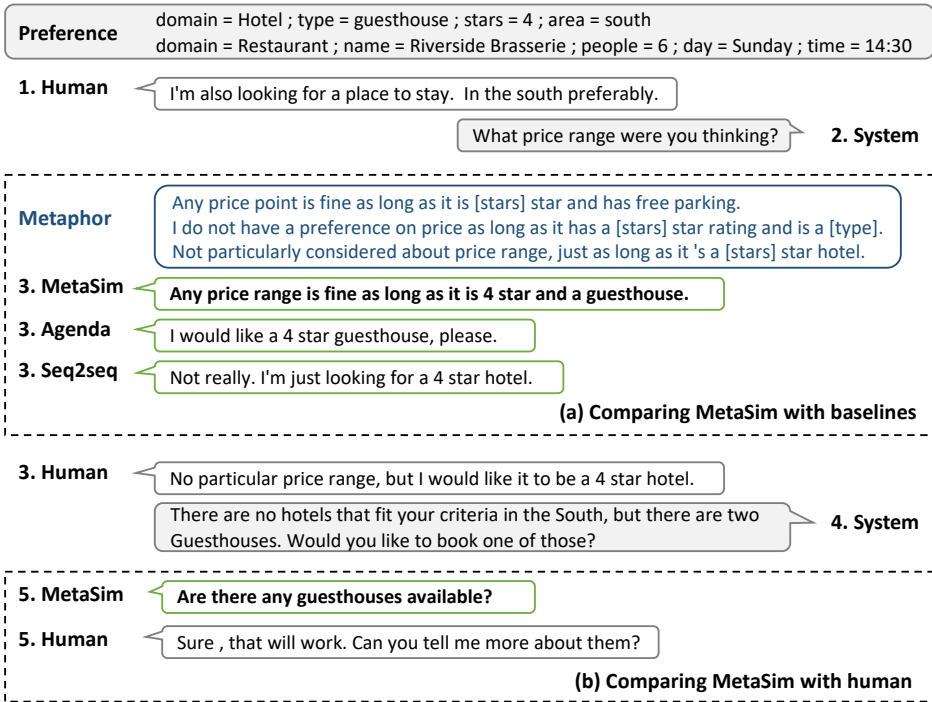 Preference
domain = Hotel ; type = guesthouse ; stars = 4 ; area = south
domain = Restaurant ; name = Riverside Brasserie ; people = 6 ; day = Sunday ; time = 14:30
1. Human
I'm also looking for a place to stay.  In the south preferably.
What price range were you thinking?
2. System
Metaphor
Any price point is fine as long as it is [stars] star and has free parking.
I do not have a preference on price as long as it has a [stars] star rating and is a [type].
Not particularly considered about price range, just as long as it 's a [stars] star hotel.
3. MetaSim
Any price range is fine as long as it is 4 star and a guesthouse.
3. Agenda
I would like a 4 star guesthouse, please.
3. Seq2seq
Not really. I'm just looking for a 4 star hotel.
(a) Comparing MetaSim with baselines
3. Human
No particular price range, but I would like it to be a 4 star hotel.
There are no hotels that fit your criteria in the South, but there are two
Guesthouses. Would you like to book one of those?
4. System
5. MetaSim
Are there any guesthouses available?
5. Human
Sure , that will work. Can you tell me more about them?
(b) Comparing MetaSim with human